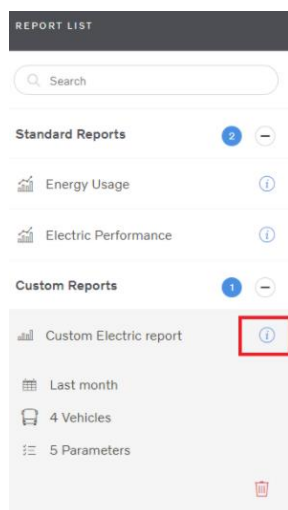 REPORT LIST
Search
Standard Reports 2
Energy Usage i
Electric Performance i
Custom Reports 1
Custom Electric report i
Last month
4 Vehicles
5 Parameters